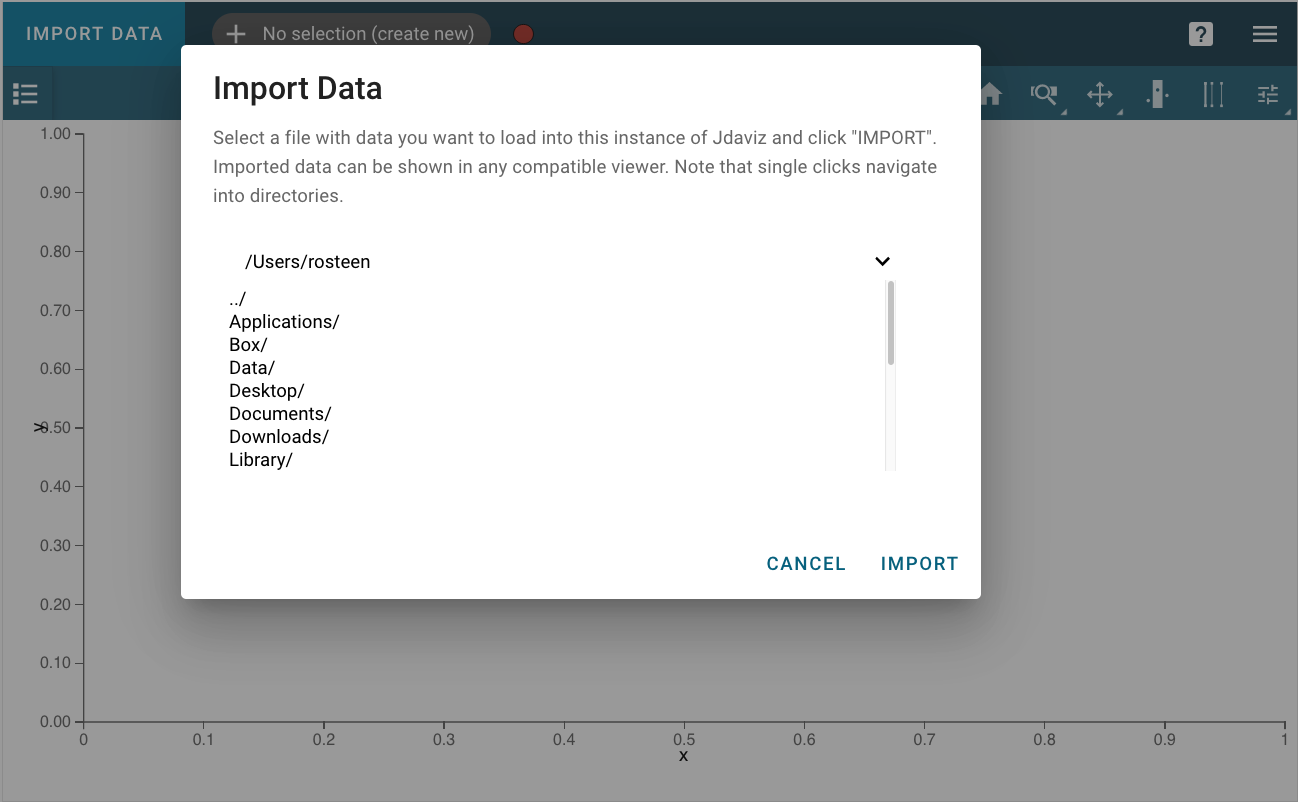 IMPORT DATA
No selection (create new)
?
Import Data
Select a file with data you want to load into this instance of Jdaviz and click "IMPORT".
Imported data can be shown in any compatible viewer. Note that single clicks navigate
into directories.
/Users/rosteen
../
Applications/
Box/
Data/
Desktop/
Documents/
Downloads/
Library/
CANCEL
IMPORT
1.00
0.90
0.80
0.70
0.60
0.50
0.40
0.30
0.20
0.10
0.00
y
0
0.1
0.2
0.3
0.4
0.5
0.6
0.7
0.8
0.9
1
x